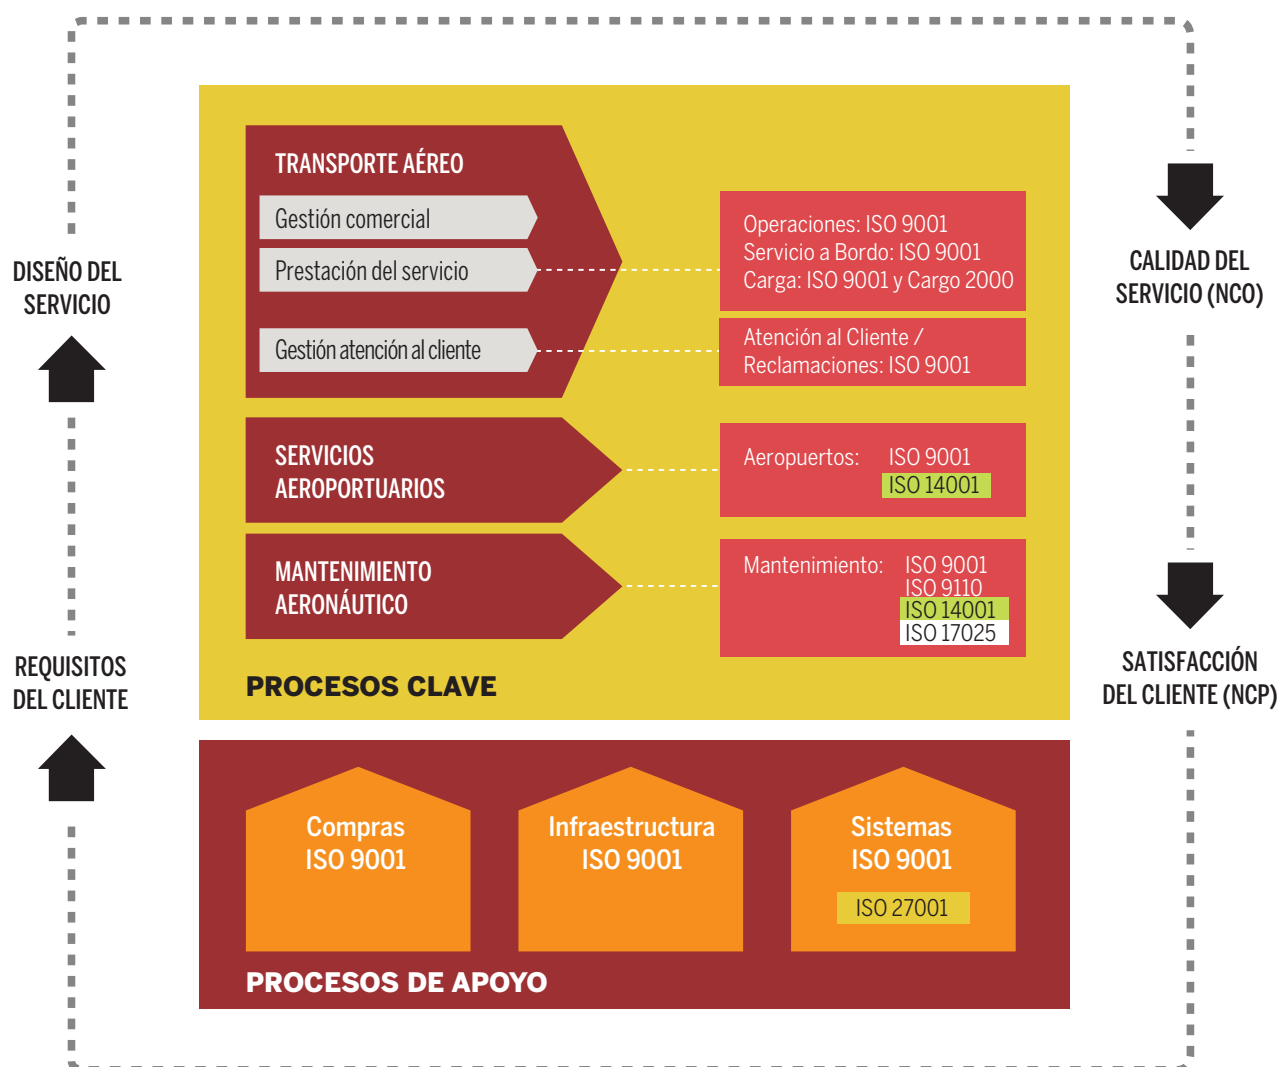 TRANSPORTE AÉREO
Gestión comercial
Prestación del servicio
Gestión atención al cliente
Operaciones: ISO 9001
Servicio a Bordo: ISO 9001
Carga: ISO 9001 y Cargo 2000
Atención al Cliente /
Reclamaciones: ISO 9001
SERVICIOS
AEROPORTUARIOS
Aeropuertos: ISO 9001
ISO 14001
MANTENIMIENTO
AERONÁUTICO
Mantenimiento: ISO 9001
ISO 9110
ISO 14001
ISO 17025
PROCESOS CLAVE
DISEÑO DEL
SERVICIO
REQUISITOS
DEL CLIENTE
CALIDAD DEL
SERVICIO (NCO)
SATISFACCIÓN
DEL CLIENTE (NCP)
Compras
ISO 9001
Infraestructura
ISO 9001
Sistemas
ISO 9001
ISO 27001
PROCESOS DE APOYO